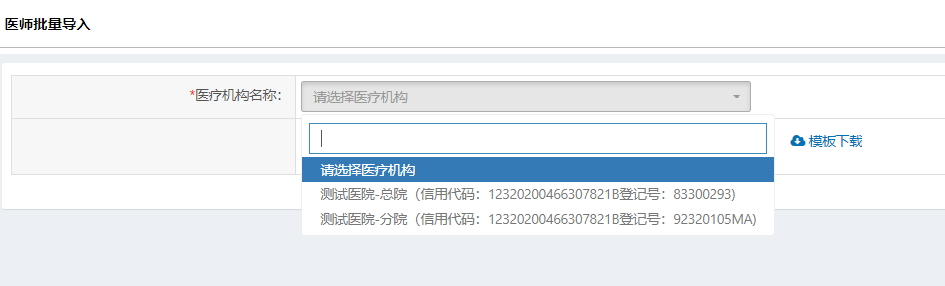 医师批量导入
*医疗机构名称： 请选择医疗机构
模板下载
请选择医疗机构
测试医院-总院（信用代码：12320200466307821B登记号：83300293)
测试医院-分院（信用代码：12320200466307821B登记号：92320105MA)